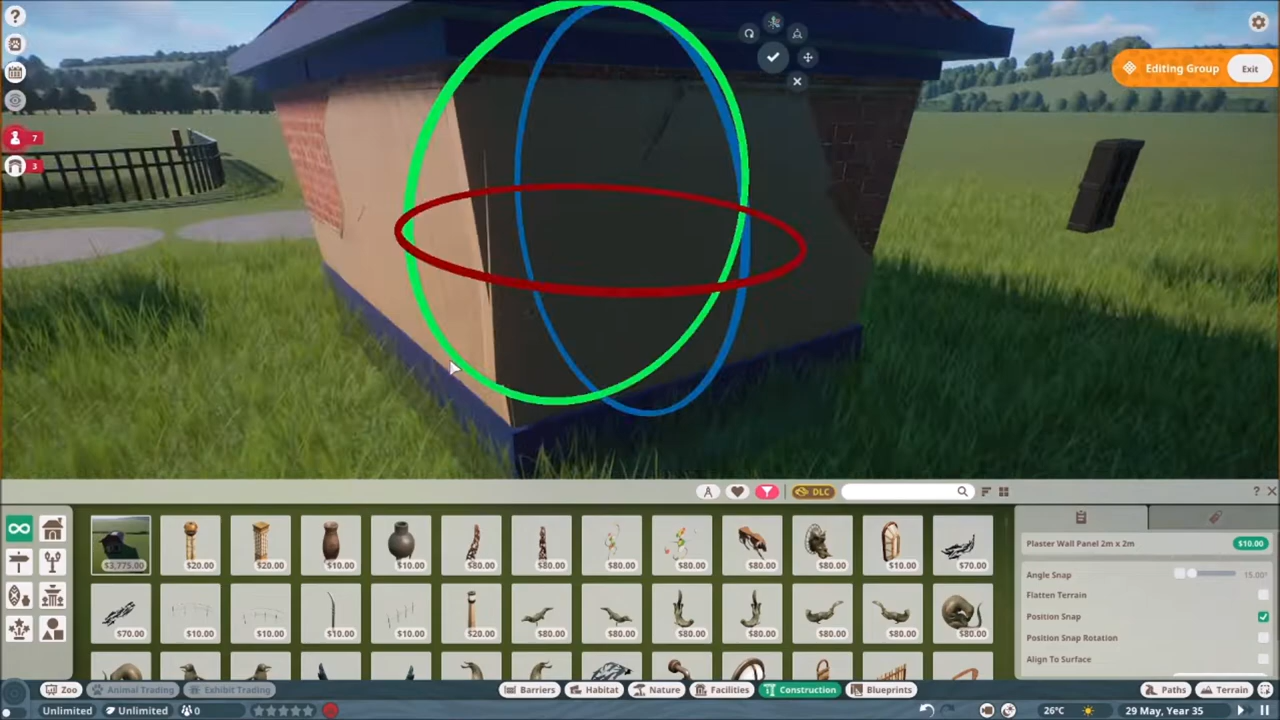 ?
Editing Group
Exit
7
3
DLC
?
$3,775.00
$20.00
$20.00
$10.00
$10.00
$80.00
$80.00
$80.00
$80.00
$80.00
$80.00
$10.00
$70.00
$70.00
$10.00
$10.00
$10.00
$10.00
$20.00
$80.00
$80.00
$80.00
$80.00
$80.00
$80.00
$80.00
Plaster Wall Panel 2m x 2m
$10.00
Angle Snap
15.00°
Flatten Terrain
Position Snap
Position Snap Rotation
Align To Surface
Zoo
Animal Trading
Exhibit Trading
Barriers
Habitat
Nature
Facilities
Construction
Blueprints
Paths
Terrain
Unlimited
Unlimited
0
26°C
29 May, Year 35